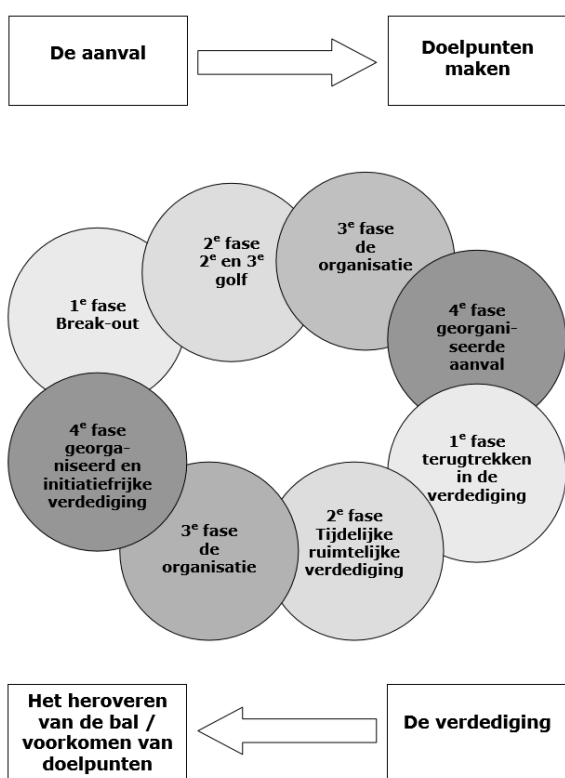 De aanval
Doelpunten
maken
1e fase
Break-out
2e fase
2e en 3e
golf
3e fase
de
organisatie
4e fase
georgani-
seerde
aanval
1e fase
terugtrekken
in de
verdediging
2e fase
Tijdelijke
ruimtelijke
verdediging
3e fase
de
organisatie
4e fase
georga-
niseerd en
initiatiefrijke
verdediging
Het heroveren
van de bal /
voorkomen van
doelpunten
De verdediging